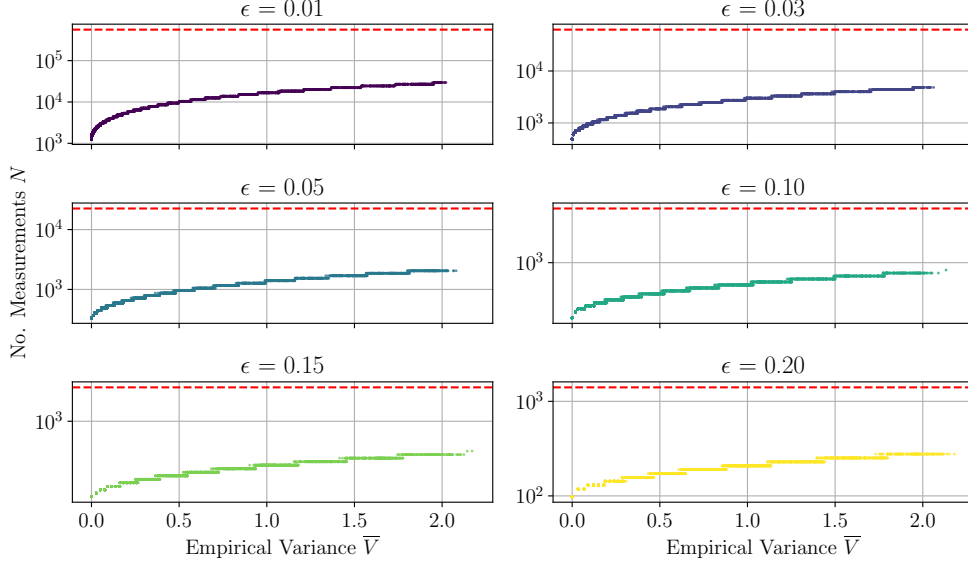 ϵ = 0.01
ϵ = 0.03
10^5
10^4
10^3
10^4
10^3
ϵ = 0.05
ϵ = 0.10
10^4
10^3
10^3
No. Measurements N
ϵ = 0.15
ϵ = 0.20
10^3
10^3
10^2
0.0 0.5 1.0 1.5 2.0
0.0 0.5 1.0 1.5 2.0
Empirical Variance V̅
Empirical Variance V̅